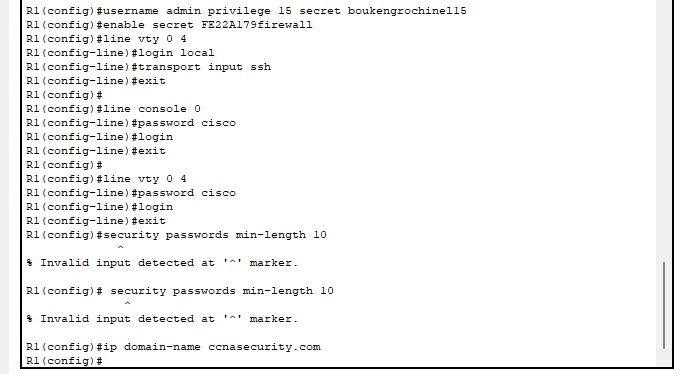 R1(config)#username admin privilege 15 secret boukengrochinel15
R1(config)#enable secret FE22A179firewall
R1(config)#line vty 0 4
R1(config-line)#login local
R1(config-line)#transport input ssh
R1(config-line)#exit
R1(config)#
R1(config)#line console 0
R1(config-line)#password cisco
R1(config-line)#login
R1(config-line)#exit
R1(config)#
R1(config)#line vty 0 4
R1(config-line)#password cisco
R1(config-line)#login
R1(config-line)#exit
R1(config)#security passwords min-length 10
^
% Invalid input detected at '^' marker.
R1(config)# security passwords min-length 10
^
% Invalid input detected at '^' marker.
R1(config)#ip domain-name ccnasecurity.com
R1(config)#